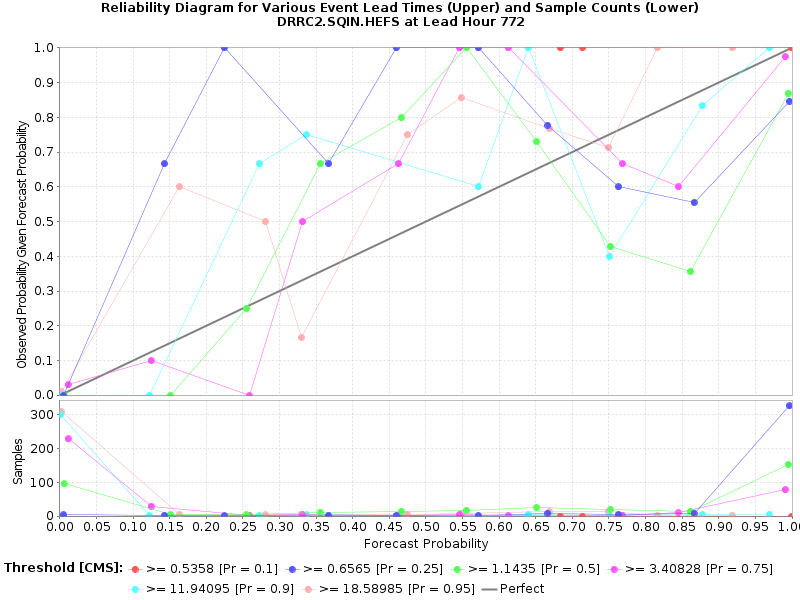 Reliability Diagram for Various Event Lead Times (Upper) and Sample Counts (Lower)
DRRC2.SQIN.HEFS at Lead Hour 772
Observed Probability Given Forecast Probability
1.0
0.9
0.8
0.7
0.6
0.5
0.4
0.3
0.2
0.1
0.0
Samples
300
200
100
0
0.00 0.05 0.10 0.15 0.20 0.25 0.30 0.35 0.40 0.45 0.50 0.55 0.60 0.65 0.70 0.75 0.80 0.85 0.90 0.95 1.0
Forecast Probability
Threshold [CMS]: >= 0.5358 [Pr = 0.1] >= 0.6565 [Pr = 0.25] >= 1.1435 [Pr = 0.5] >= 3.40828 [Pr = 0.75]
>= 11.94095 [Pr = 0.9] >= 18.58985 [Pr = 0.95] Perfect